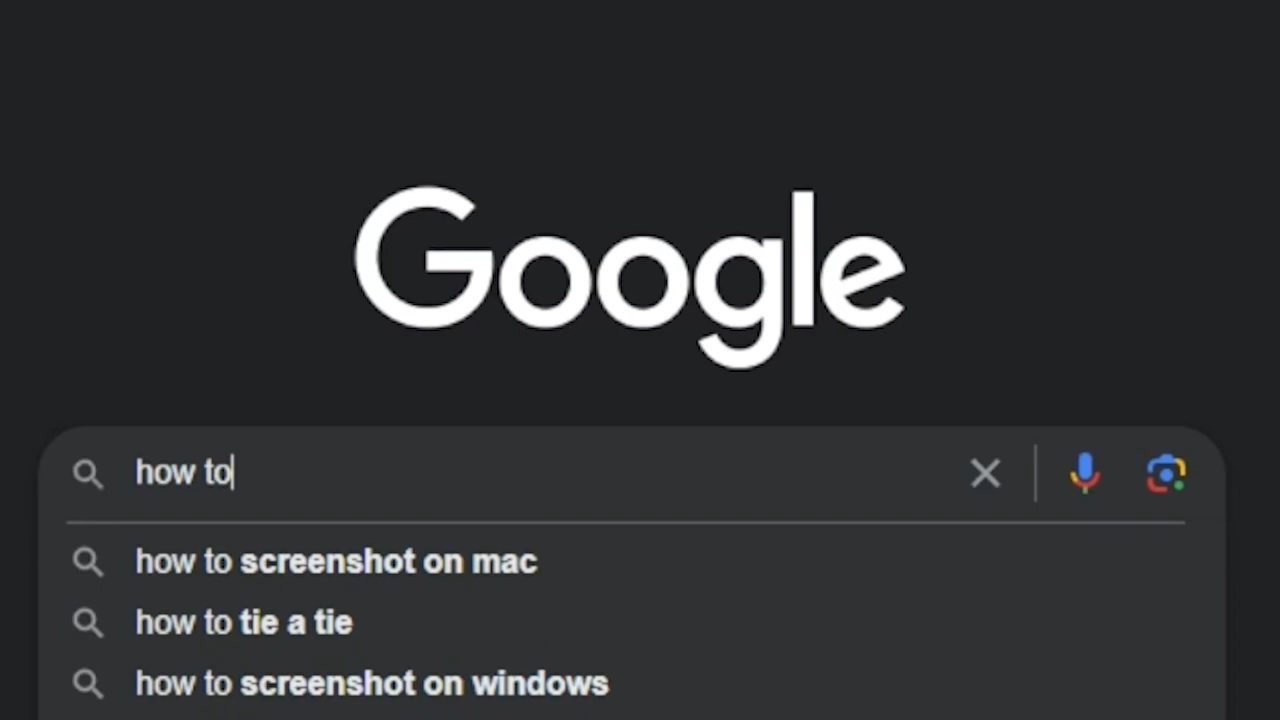 Google
how to
how to screenshot on mac
how to tie a tie
how to screenshot on windows